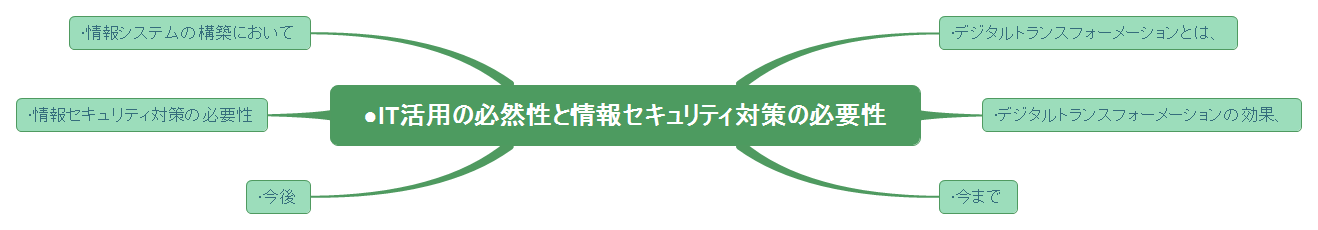 ·情報システムの構築において
·デジタルトランスフォーメーションとは、
·情報セキュリティ対策の必要性
●IT活用の必然性と情報セキュリティ対策の必要性
·デジタルトランスフォーメーションの効果、
·今後
·今まで